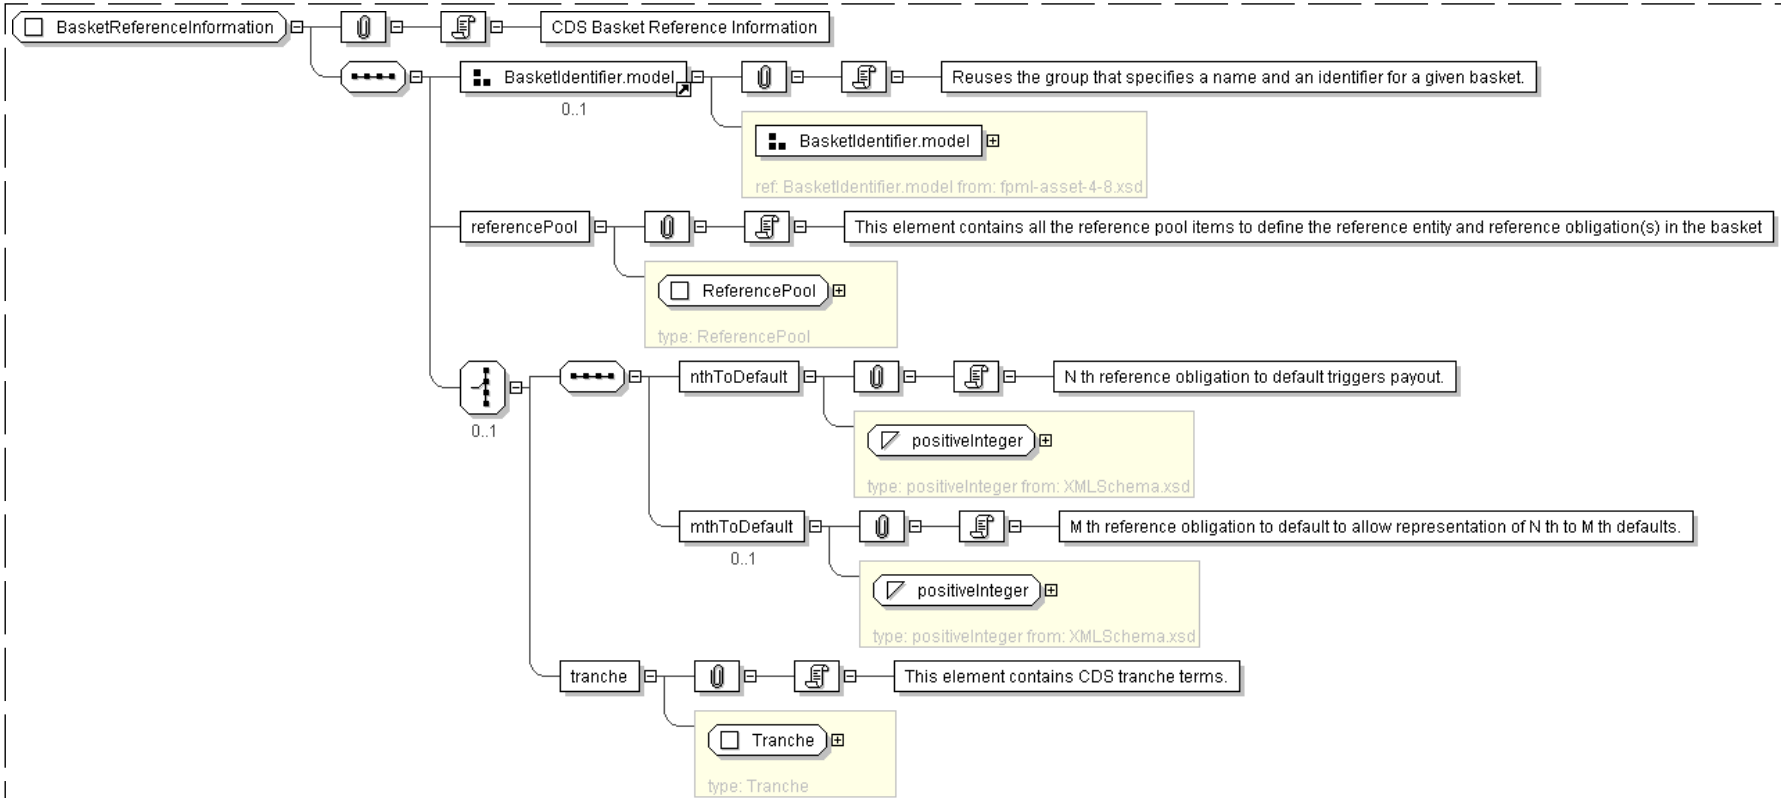 BasketReferenceInformation
CDS Basket Reference Information
BasketIdentifier.model
Reuses the group that specifies a name and an identifier for a given basket.
0..1
BasketIdentifier.model
ref: BasketIdentifier.model from: fpml-asset-4-8.xsd
referencePool
This element contains all the reference pool items to define the reference entity and reference obligation(s) in the basket
ReferencePool
type: ReferencePool
0..1
nthToDefault
N th reference obligation to default triggers payout.
positiveInteger
type: positiveInteger from: XMLSchema.xsd
mthToDefault
M th reference obligation to default to allow representation of N th to M th defaults.
0..1
positiveInteger
type: positiveInteger from: XMLSchema.xsd
tranche
This element contains CDS tranche terms.
Tranche
type: Tranche